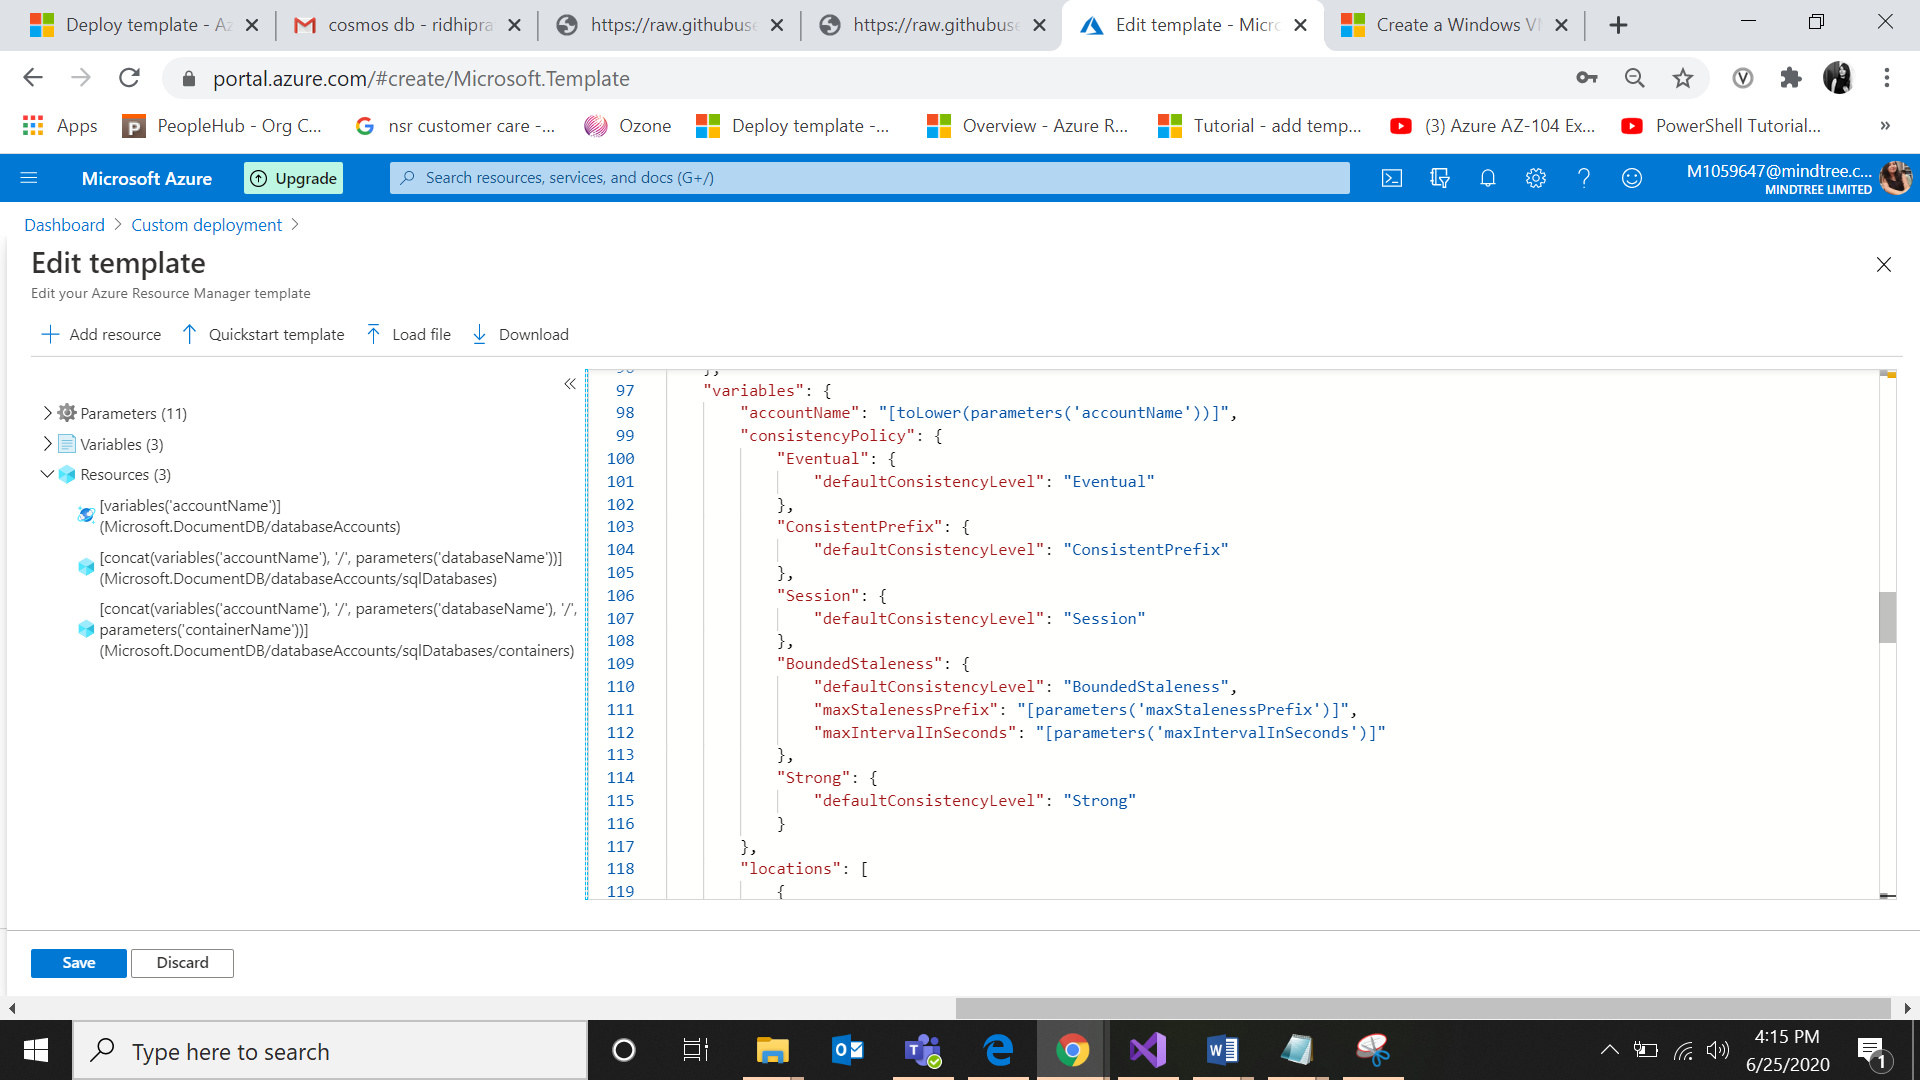 Deploy template - Az
cosmos db - ridhipra
https://raw.githubuse
https://raw.githubuse
Edit template - Micro
Create a Windows VM
portal.azure.com/#create/Microsoft.Template
Apps
PeopleHub - Org C...
nsr customer care -...
Ozone
Deploy template -...
Overview - Azure R...
Tutorial - add temp...
(3) Azure AZ-104 Ex...
PowerShell Tutorial...
»
Microsoft Azure
Upgrade
Search resources, services, and docs (G+/)
M1059647@mindtree.c...
MINDTREE LIMITED
Dashboard > Custom deployment >
Edit template
Edit your Azure Resource Manager template
Add resource
Quickstart template
Load file
Download
Parameters (11)
Variables (3)
Resources (3)
[variables('accountName')]
(Microsoft.DocumentDB/databaseAccounts)
[concat(variables('accountName'), '/', parameters('databaseName'))]
(Microsoft.DocumentDB/databaseAccounts/sqlDatabases)
[concat(variables('accountName'), '/', parameters('databaseName'), '/',
parameters('containerName'))]
(Microsoft.DocumentDB/databaseAccounts/sqlDatabases/containers)
96 },
97 "variables": {
98 "accountName": "[toLower(parameters('accountName'))]",
99 "consistencyPolicy": {
100 "Eventual": {
101 "defaultConsistencyLevel": "Eventual"
102 },
103 "ConsistentPrefix": {
104 "defaultConsistencyLevel": "ConsistentPrefix"
105 },
106 "Session": {
107 "defaultConsistencyLevel": "Session"
108 },
109 "BoundedStaleness": {
110 "defaultConsistencyLevel": "BoundedStaleness",
111 "maxStalenessPrefix": "[parameters('maxStalenessPrefix')]",
112 "maxIntervalInSeconds": "[parameters('maxIntervalInSeconds')]"
113 },
114 "Strong": {
115 "defaultConsistencyLevel": "Strong"
116 }
117 },
118 "locations": [
119 {
Save
Discard
Type here to search
4:15 PM
6/25/2020
1